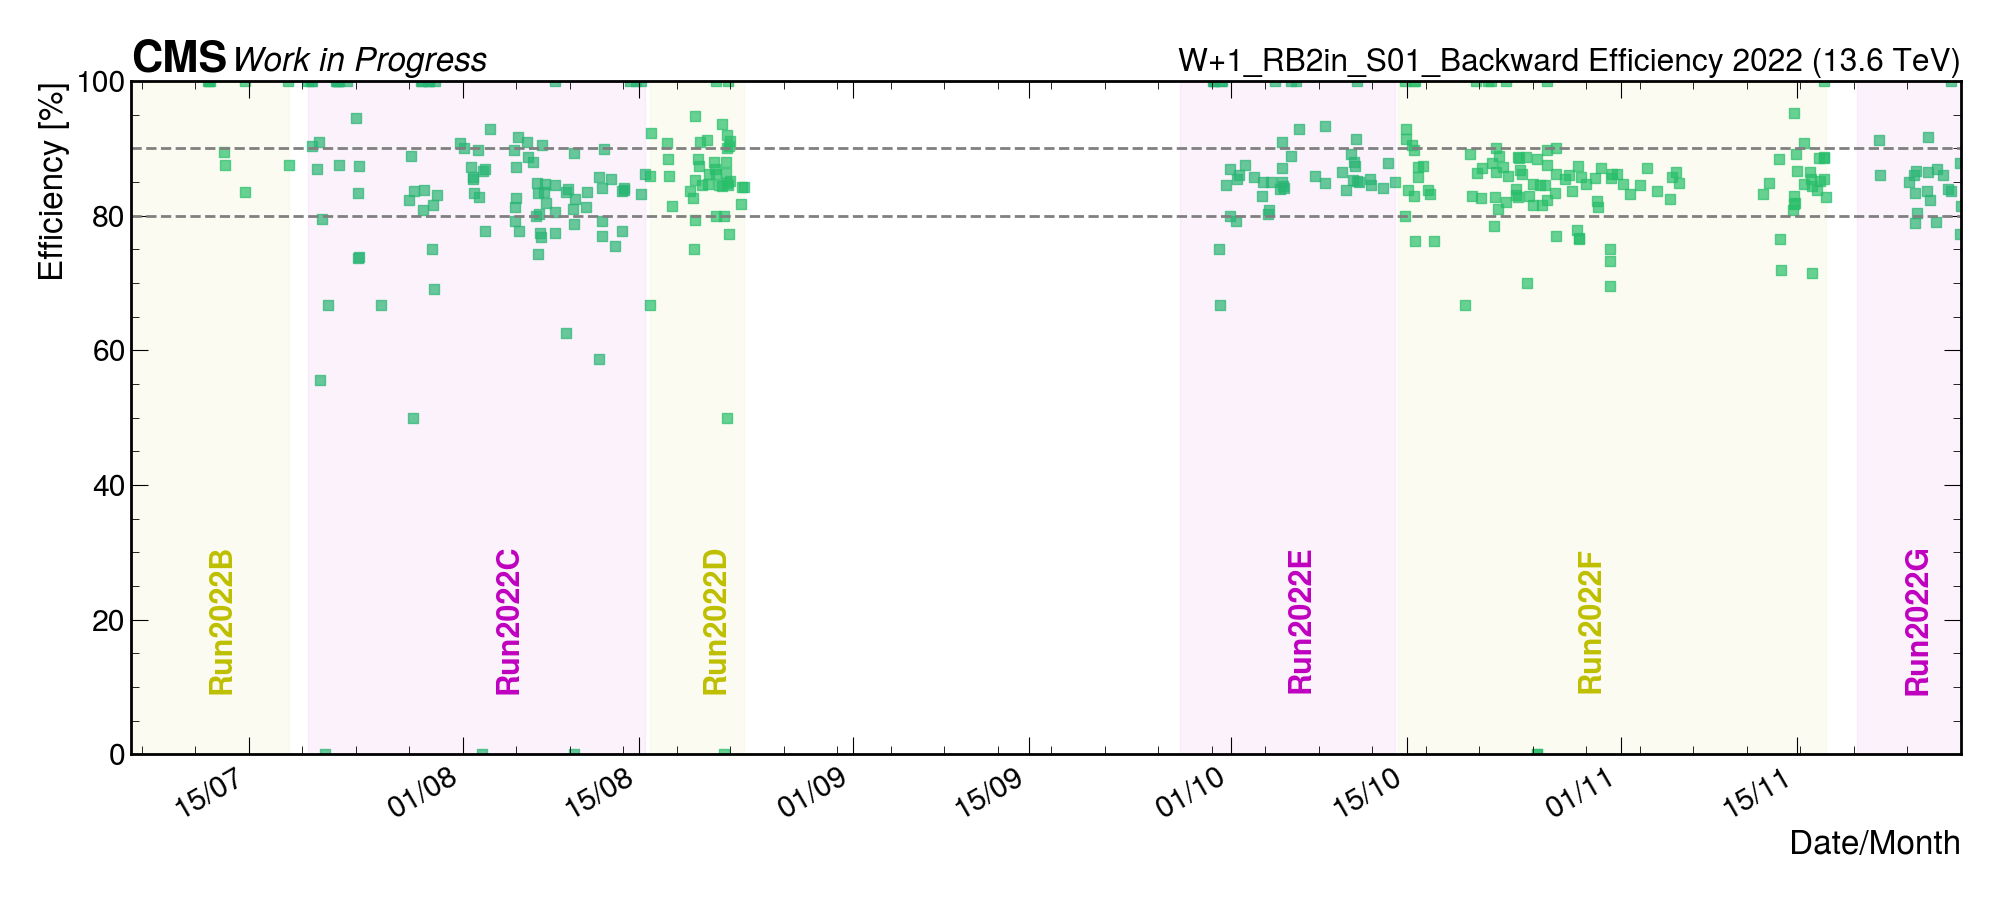 CMS Work in Progress
W+1_RB2in_S01_Backward Efficiency 2022 (13.6 TeV)
Efficiency [%]
100
80
60
40
20
0
Run2022B
Run2022C
Run2022D
Run2022E
Run2022F
Run2022G
15/07
01/08
15/08
01/09
15/09
01/10
15/10
01/11
15/11
Date/Month